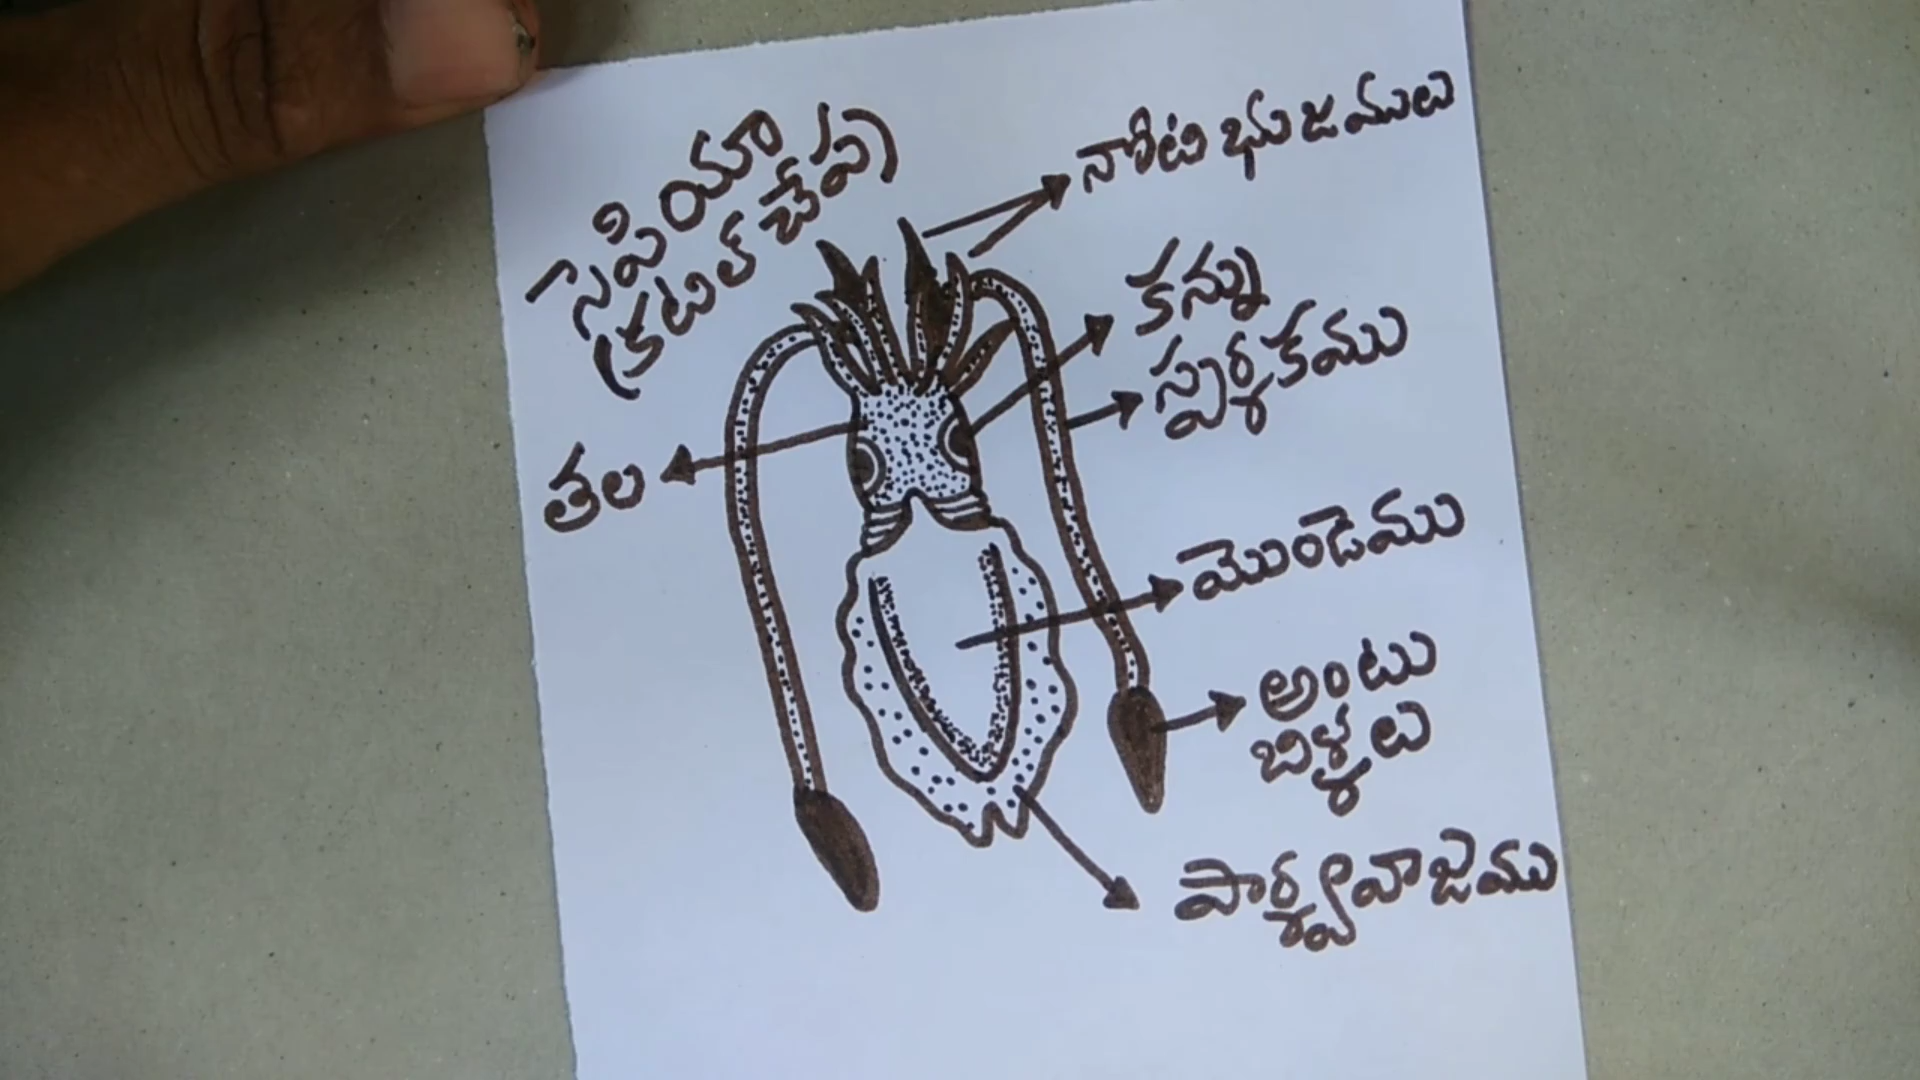 సెపియా
(కటిల్ చేప)
నోటి భుజములు
కన్ను
స్పర్శకము
తల
మొండెము
అంటు
బిళ్ళలు
పార్శ్వవాజము